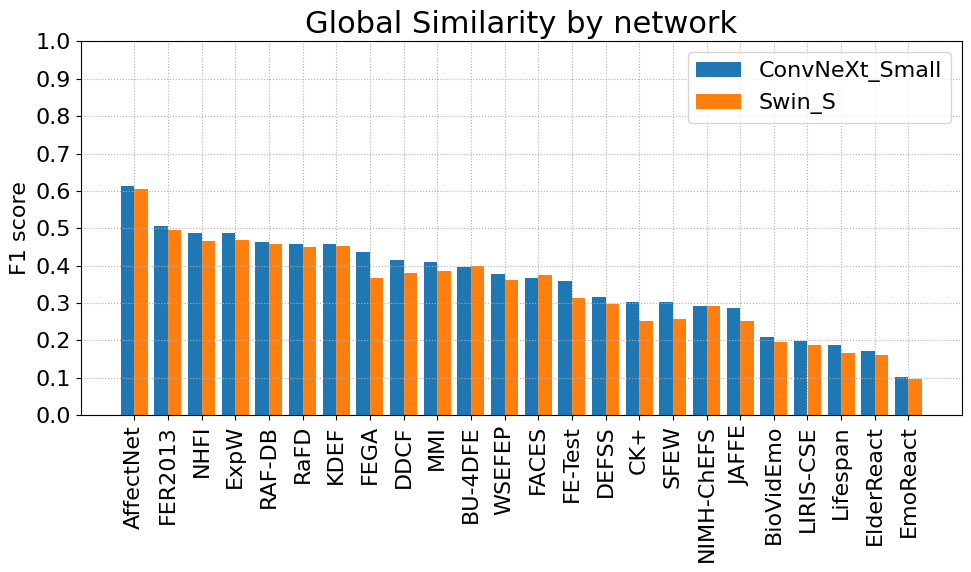 Global Similarity by network
1.0
0.9
0.8
0.7
0.6
0.5
0.4
0.3
0.2
0.1
0.0
F1 score
ConvNeXt_Small
Swin_S
AffectNet
FER2013
NHFI
ExpW
RAF-DB
RaFD
KDEF
FEGA
DDCF
MMI
BU-4DFE
WSEFEP
FACES
FE-Test
DEFSS
CK+
SFEW
NIMH-ChEFS
JAFFE
BioVidEmo
LIRIS-CSE
Lifespan
ElderReact
EmoReact